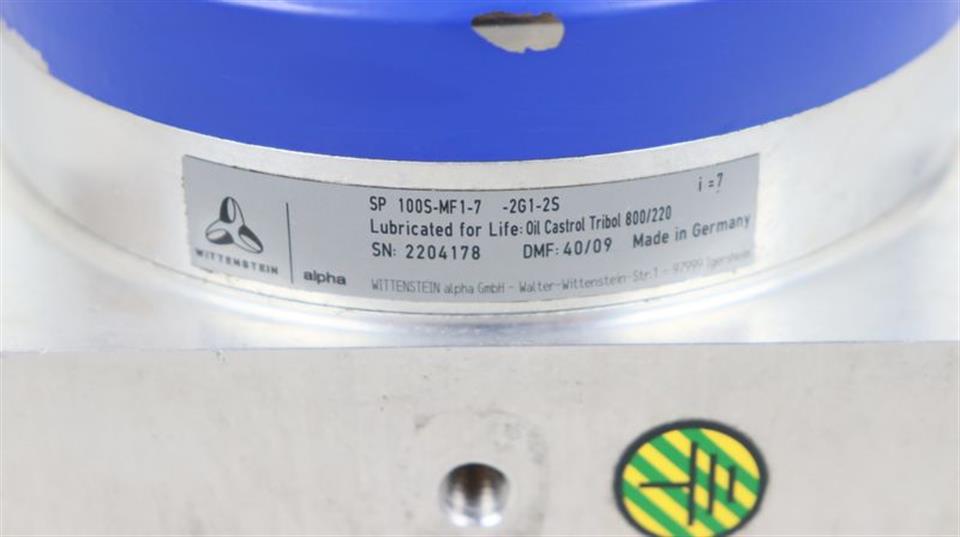 SP 100S-MF1-7 -2G1-2S i=7
Lubricated for Life: Oil Castrol Tribol 800/220
SN: 2204178 DMF: 40/09 Made in Germany
WITTENSTEIN alpha
WITTENSTEIN alpha GmbH - Walter-Wittenstein-Str.1 - 97999 Igersheim